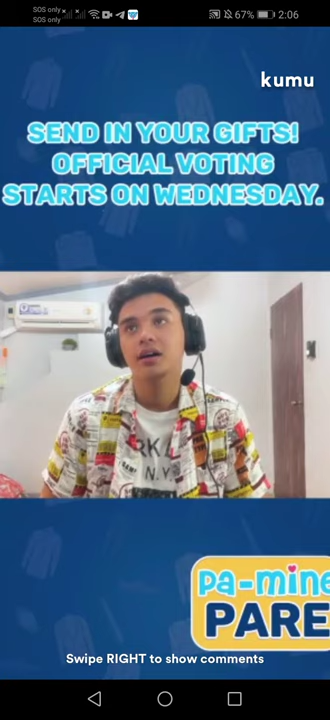 SOS only
SOS only
67% 2:06
kumu
SEND IN YOUR GIFTS!
OFFICIAL VOTING
STARTS ON WEDNESDAY.
N.Y.
pa-mine
PARE
Swipe RIGHT to show comments